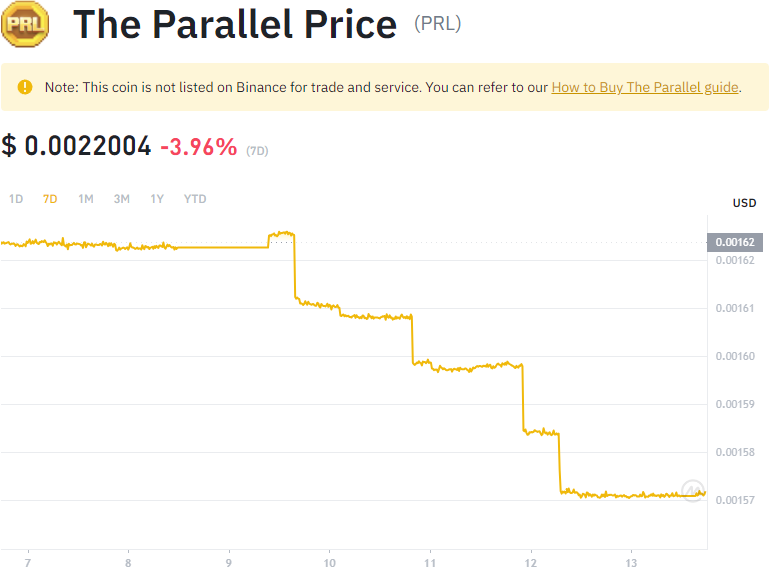 PRL
The Parallel Price (PRL)
Note: This coin is not listed on Binance for trade and service. You can refer to our How to Buy The Parallel guide.
$ 0.0022004 -3.96% (7D)
1D 7D 1M 3M 1Y YTD
USD
0.00162
0.00162
0.00161
0.00160
0.00159
0.00158
0.00157
7 8 9 10 11 12 13